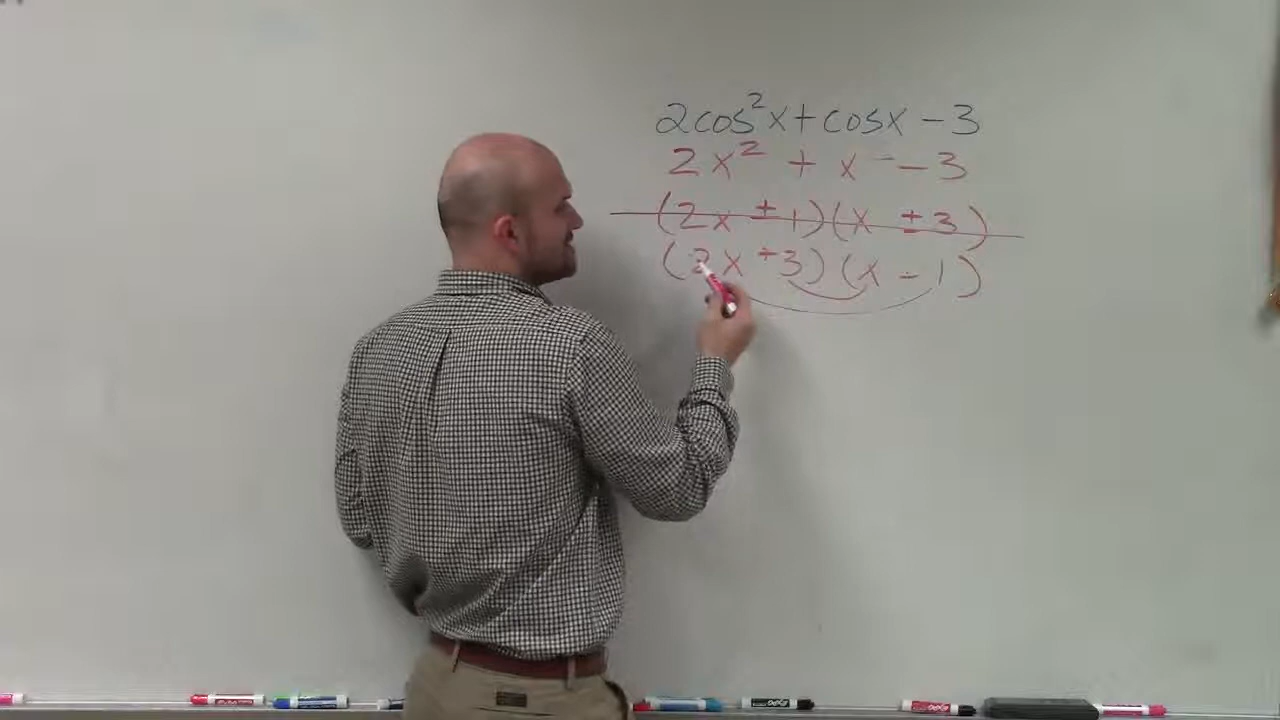 2cos²x + cosx - 3
2x² + x - 3
(2x ± 1)(x ± 3)
(2x + 3)(x - 1)